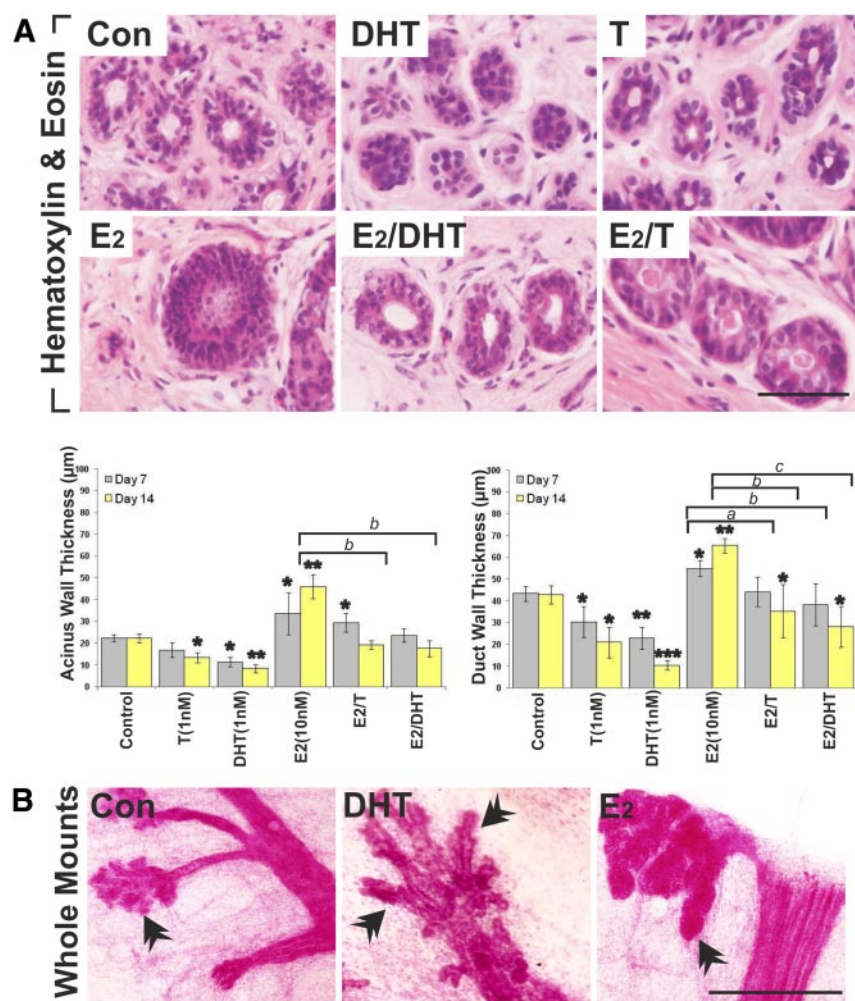 A
Hematoxylin & Eosin
Con
DHT
T
E2
E2/DHT
E2/T
Acinus Wall Thickness (µm)
100
90
80
70
60
50
40
30
20
10
0
Day 7
Day 14
*
*
**
*
**
*
b
b
Control
T(1nM)
DHT(1nM)
E2(10nM)
E2/T
E2/DHT
Duct Wall Thickness (µm)
100
90
80
70
60
50
40
30
20
10
0
Day 7
Day 14
*
*
**
***
*
**
*
*
c
b
b
a
Control
T(1nM)
DHT(1nM)
E2(10nM)
E2/T
E2/DHT
B
Whole Mounts
Con
DHT
E2